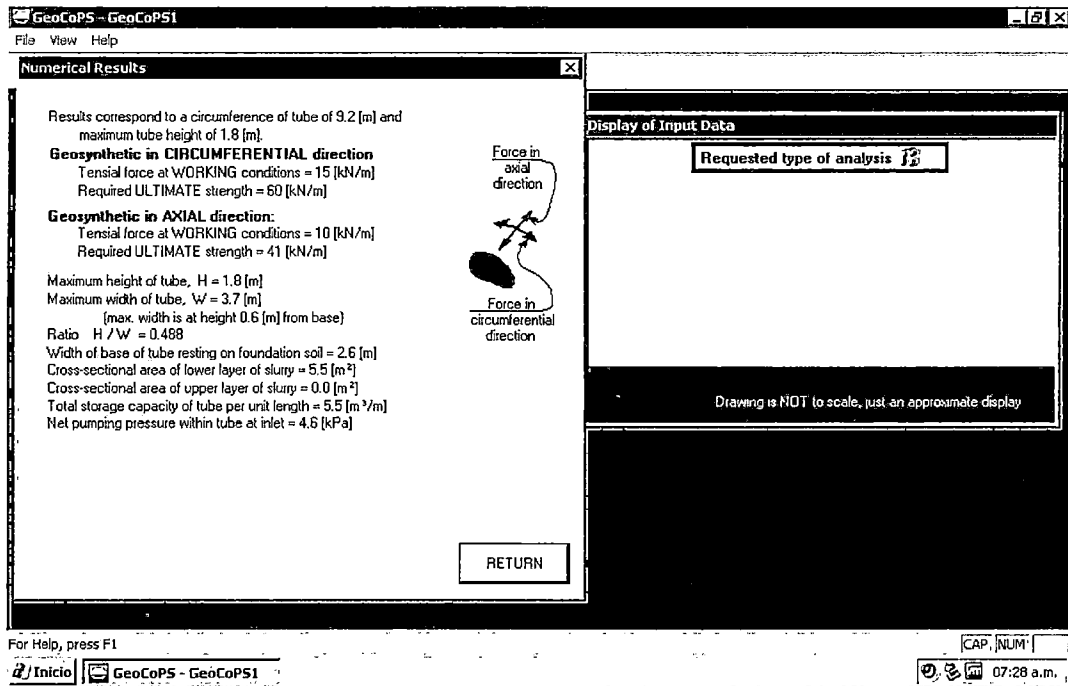 GeoCoPS - GeoCoPS1
File View Help
Numerical Results
Results correspond to a circumference of tube of 9.2 [m] and
maximum tube height of 1.8 [m].
Geosynthetic in CIRCUMFERENTIAL direction
Tensial force at WORKING conditions = 15 [kN/m]
Required ULTIMATE strength = 60 [kN/m]
Geosynthetic in AXIAL direction:
Tensial force at WORKING conditions = 10 [kN/m]
Required ULTIMATE strength = 41 [kN/m]
Maximum height of tube, H = 1.8 [m]
Maximum width of tube, W = 3.7 [m]
(max. width is at height 0.6 [m] from base)
Ratio H / W = 0.488
Width of base of tube resting on foundation soil = 2.6 [m]
Cross-sectional area of lower layer of slurry = 5.5 [m²]
Cross-sectional area of upper layer of slurry = 0.0 [m²]
Total storage capacity of tube per unit length = 5.5 [m³/m]
Net pumping pressure within tube at inlet = 4.6 [kPa]
Force in
axial
direction
Force in
circumferential
direction
RETURN
Display of Input Data
Requested type of analysis
Drawing is NOT to scale, just an approximate display
For Help, press F1
CAP NUM
Inicio
GeoCoPS - GeoCoPS1
07:28 a.m.